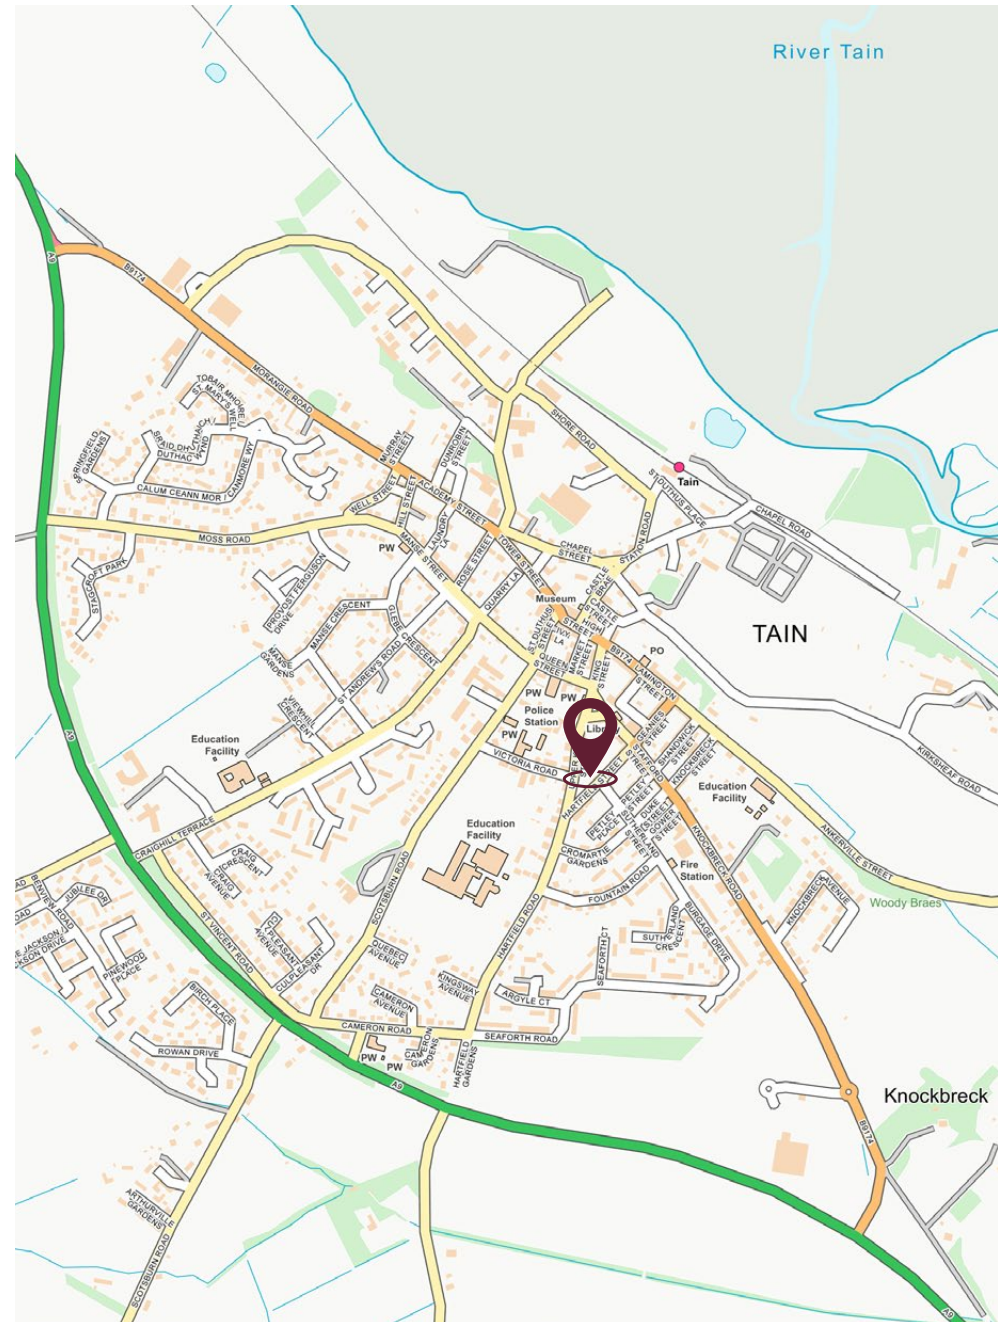 River Tain
A9
B9174
MORANGIE ROAD
TOBAIR MHOIRE /
ST. MARY'S WELL
SPRINGFIELD
GARDENS
CALUM CEANN MOR
CANMORE WY
MOSS ROAD
WELL STREET
MURRAY
STREET
HILL STREET
DUNROBIN
STREET
LAUNDRY
LA
ACADEMY STREET
MANSE STREET
PW
ROSE STREET
QUARRY LA
TOWER STREET
SHORE ROAD
Tain
ST DUTHUS PLACE
CHAPEL ROAD
STATION ROAD
CHAPEL
STREET
CASTLE
BRAE
CASTLE
STREET
Museum
HIGH
STREET
ST DUTHUS
STREET
IVY
LA
MARKET
STREET
QUEEN
STREET
KING
STREET
B9174
LAMINGTON
STREET
PO
TAIN
STAGCROFT PARK
PROVOST FERGUSON
DRIVE
MANSE CRESCENT
GLEBE CRESCENT
MANSE
GARDENS
ST ANDREW'S ROAD
VIEWHILL
CRESCENT
Education
Facility
PW
PW
Police
Station
PW
VICTORIA ROAD
HARTFIELD STREET
GEANIES
STREET
STAFFORD
STREET
SHANDWICK
STREET
KNOCKBRECK
STREET
PETLEY
STREET
PETLEY
PLACE
DUKE
STREET
GOWER
STREET
SUTHERLAND
STREET
CROMARTIE
GARDENS
Education
Facility
KIRKSHEAF ROAD
ANKERVILLE STREET
KNOCKBRECK ROAD
Fire
Station
FOUNTAIN ROAD
KNOCKBRECK
AVENUE
Woody Braes
A9
CRAIGHILL TERRACE
CRAIG
CRESCENT
CRAIG
AVENUE
Education
Facility
SCOTSBURN ROAD
HARTFIELD ROAD
BENVIEW ROAD
JUBILEE DR
PINEWOOD
PLACE
ST VINCENT ROAD
CULPLEASANT
AVENUE
CULPLEASANT
DR
QUEBEC
AVENUE
CAMERON
AVENUE
KINGSWAY
AVENUE
ARGYLE CT
SEAFORTH CT
SUTHERLAND
CRESCENT
BURGAGE DRIVE
BIRCH PLACE
ROWAN DRIVE
CAMERON ROAD
CAMERON
GARDENS
HARTFIELD
GARDENS
SEAFORTH ROAD
PW
PW
A9
Knockbreck
B9174
ARTHURVILLE
GARDENS
SCOTSBURN ROAD
A9